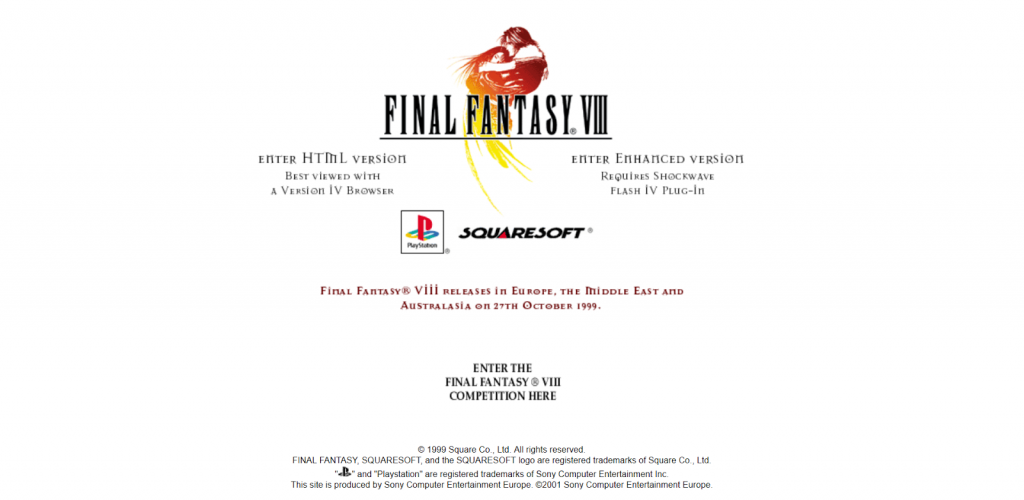 FINAL FANTASY® VIII
ENTER HTML VERSION
BEST VIEWED WITH
A VERSION IV BROWSER
ENTER ENHANCED VERSION
REQUIRES SHOCKWAVE
FLASH IV PLUG-IN
PlayStation ®
SQUARESOFT ®
FINAL FANTASY® VIII RELEASES IN EUROPE, THE MIDDLE EAST AND
AUSTRALASIA ON 27TH OCTOBER 1999.
ENTER THE
FINAL FANTASY ® VIII
COMPETITION HERE
© 1999 Square Co., Ltd. All rights reserved.
FINAL FANTASY, SQUARESOFT, and the SQUARESOFT logo are registered trademarks of Square Co., Ltd.
"PS" and "Playstation" are registered trademarks of Sony Computer Entertainment Inc.
This site is produced by Sony Computer Entertainment Europe. ©2001 Sony Computer Entertainment Europe.